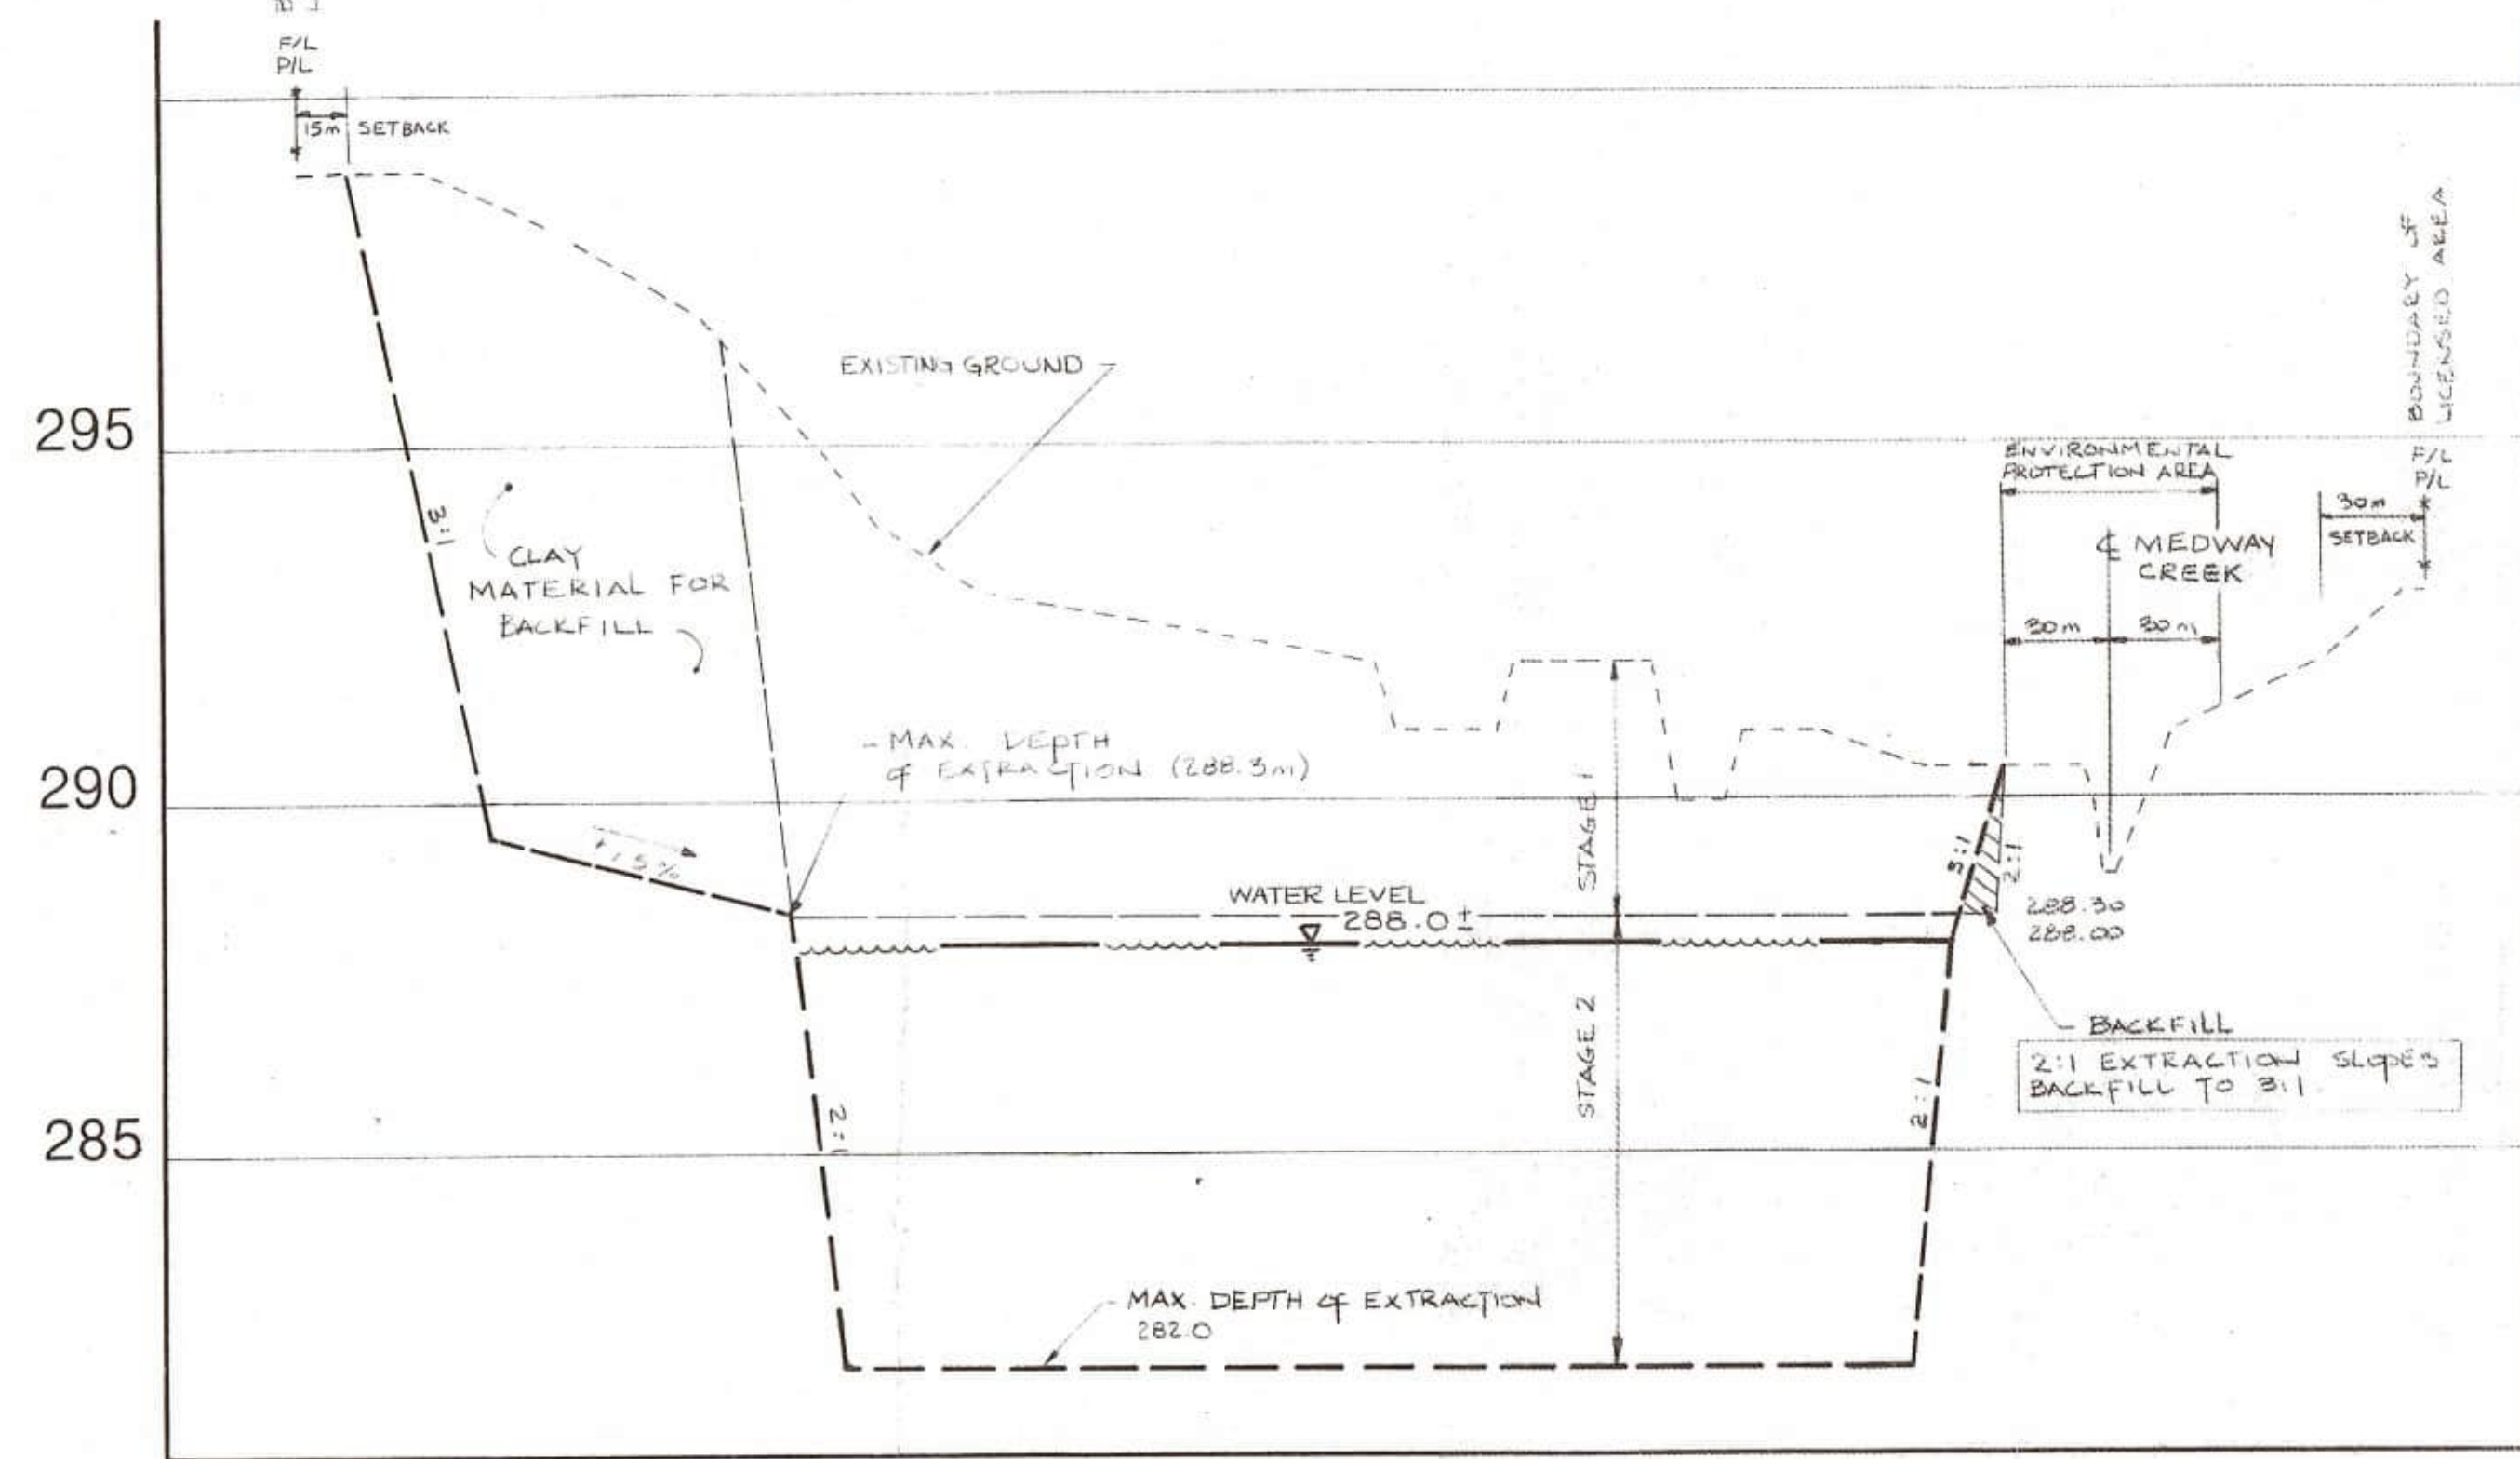 F/L
P/L
15m SETBACK
EXISTING GROUND
BOUNDARY OF
LICENSED AREA
295
ENVIRONMENTAL
PROTECTION AREA
F/L
P/L
30m
SETBACK
3:1
CLAY
MATERIAL FOR
BACKFILL
℄ MEDWAY
CREEK
30m
30m
MAX. DEPTH
OF EXTRACTION (288.3m)
290
STAGE 1
3:1
2:1
WATER LEVEL
288.0±
288.30
288.00
STAGE 2
BACKFILL
2:1 EXTRACTION SLOPES
BACKFILL TO 3:1
285
2:1
2:1
MAX. DEPTH OF EXTRACTION
282.0